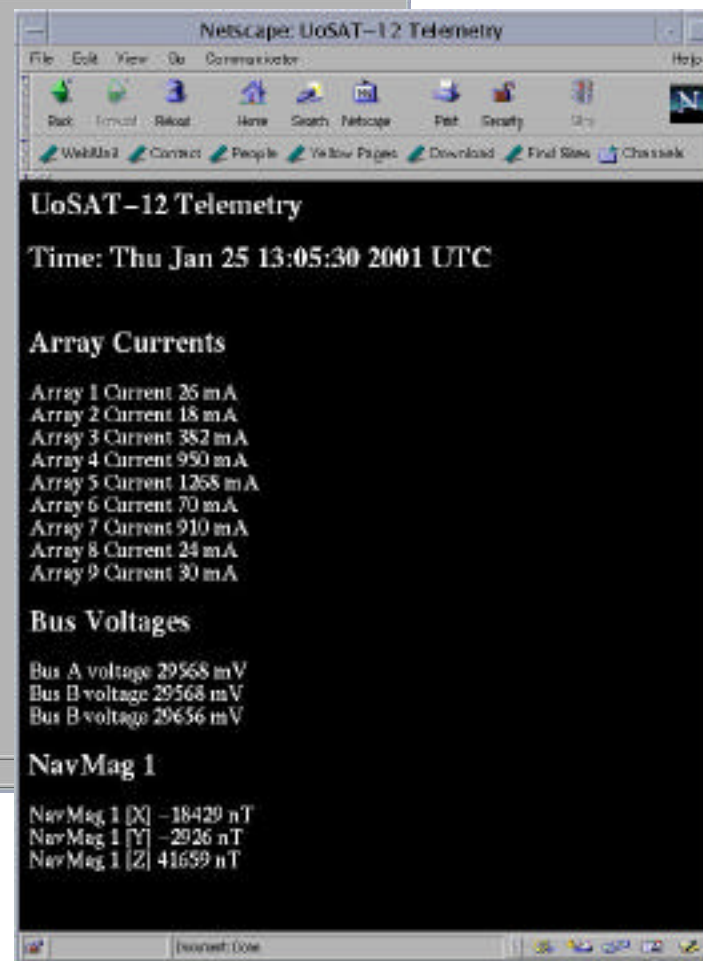 Netscape: UoSAT-12 Telemetry
File Edit View Go Communicator Help
Back Forward Reload Home Search Netscape Print Security Stop
WebMail Contact People Yellow Pages Download Find Sites Channels
UoSAT-12 Telemetry
Time: Thu Jan 25 13:05:30 2001 UTC
Array Currents
Array 1 Current 26 mA
Array 2 Current 18 mA
Array 3 Current 382 mA
Array 4 Current 950 mA
Array 5 Current 1268 mA
Array 6 Current 70 mA
Array 7 Current 910 mA
Array 8 Current 24 mA
Array 9 Current 30 mA
Bus Voltages
Bus A voltage 29568 mV
Bus B voltage 29568 mV
Bus B voltage 29656 mV
NavMag 1
NavMag 1 [X] -18429 nT
NavMag 1 [Y] -2926 nT
NavMag 1 [Z] 41659 nT
Document: Done